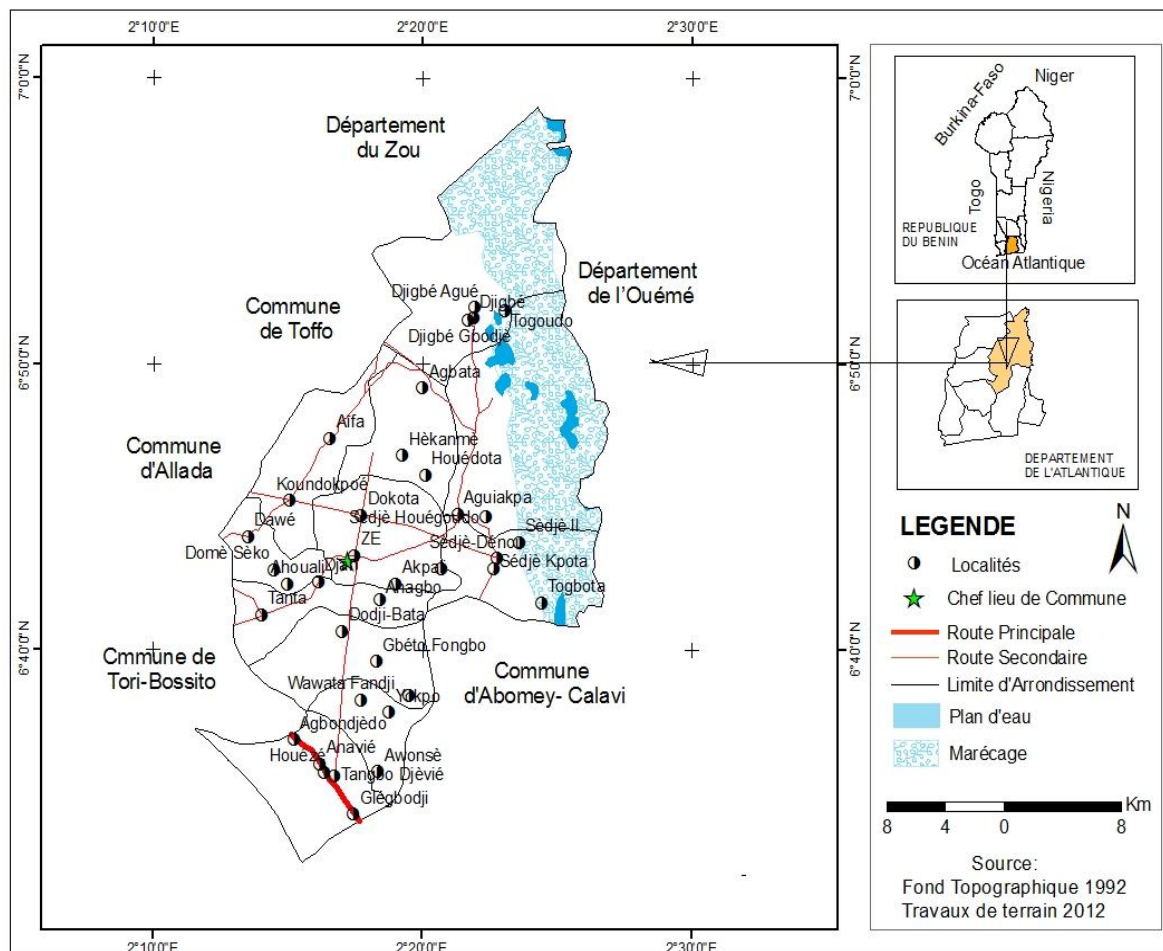 2°10'0"E
2°20'0"E
2°30'0"E
7°0'0"N
6°50'0"N
6°40'0"N
7°0'0"N
6°50'0"N
6°40'0"N
2°10'0"E
2°20'0"E
2°30'0"E
Département
du Zou
Département
de l'Ouémé
Commune
de Toffo
Commune
d'Allada
Cmmune de
Tori-Bossito
Commune
d'Abomey- Calavi
Djigbé Agué
Djigbé
Togoudo
Djigbé Gbodjè
Agbata
Aïfa
Hèkanmè
Houédota
Koundokpoé
Dokota
Aguiakpa
Sèdjè Houégoudo
Dawé
ZE
Sèdjè II
Sèdjè-Dénou
Domè Sèko
Ahouali
Akpali
Sèdjè Kpota
Anagbo
Togbota
Tanta
Dodji-Bata
Gbéto Fongbo
Wawata Fandji
Yokpo
Agbondjèdo
Anavié
Houèzé
Awonsè
Tangbo Djèvié
Glégbodji
Niger
Burkina-Faso
Togo
Nigeria
REPUBLIQUE
DU BENIN
Océan Atlantique
DEPARTEMENT
DE L'ATLANTIQUE
LEGENDE
N
Localités
Chef lieu de Commune
Route Principale
Route Secondaire
Limite d'Arrondissement
Plan d'eau
Marécage
8 4 0 8 Km
Source:
Fond Topographique 1992
Travaux de terrain 2012